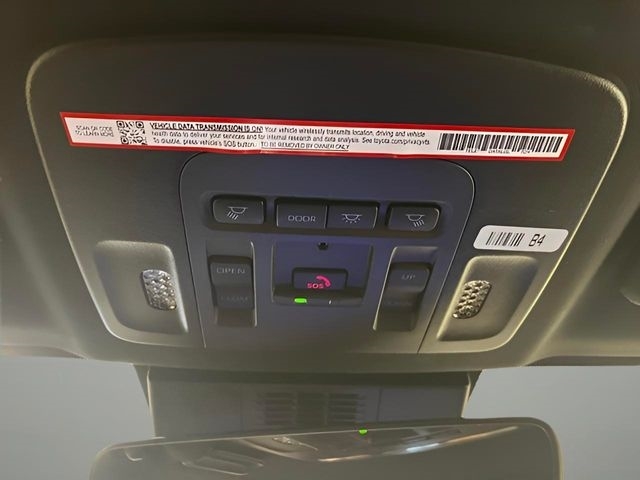 SCAN QR CODE
TO LEARN MORE
VEHICLE DATA TRANSMISSION IS ON! Your vehicle wirelessly transmits location, driving and vehicle
health data to deliver your services and for internal research and data analysis. See toyota.com/privacyvts.
To disable, press vehicle's SOS button. TO BE REMOVED BY OWNER ONLY
B4
DOOR
OPEN
CLOSE
SOS
UP